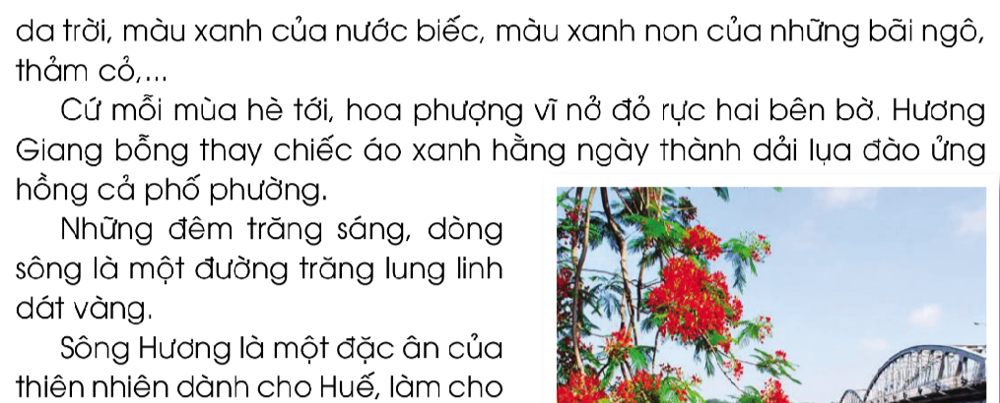 da trời, màu xanh của nước biếc, màu xanh non của những bãi ngô,
thảm cỏ,...
Cứ mỗi mùa hè tới, hoa phượng vĩ nở đỏ rực hai bên bờ. Hương
Giang bỗng thay chiếc áo xanh hằng ngày thành dải lụa đào ửng
hồng cả phố phường.
Những đêm trăng sáng, dòng
sông là một đường trăng lung linh
dát vàng.
Sông Hương là một đặc ân của
thiên nhiên dành cho Huế, làm cho